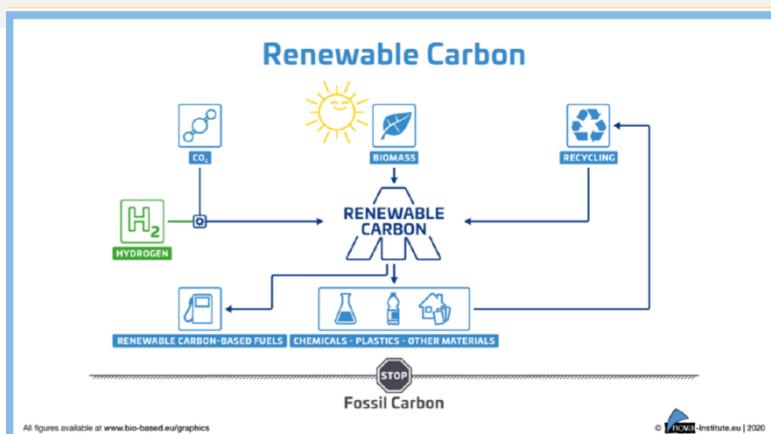 Renewable Carbon
CO₂
BIOMASS
RECYCLING
H₂
HYDROGEN
RENEWABLE
CARBON
RENEWABLE CARBON-BASED FUELS
CHEMICALS - PLASTICS - OTHER MATERIALS
STOP
Fossil Carbon
All figures available at www.bio-based.eu/graphics
© nova-Institute.eu | 2020